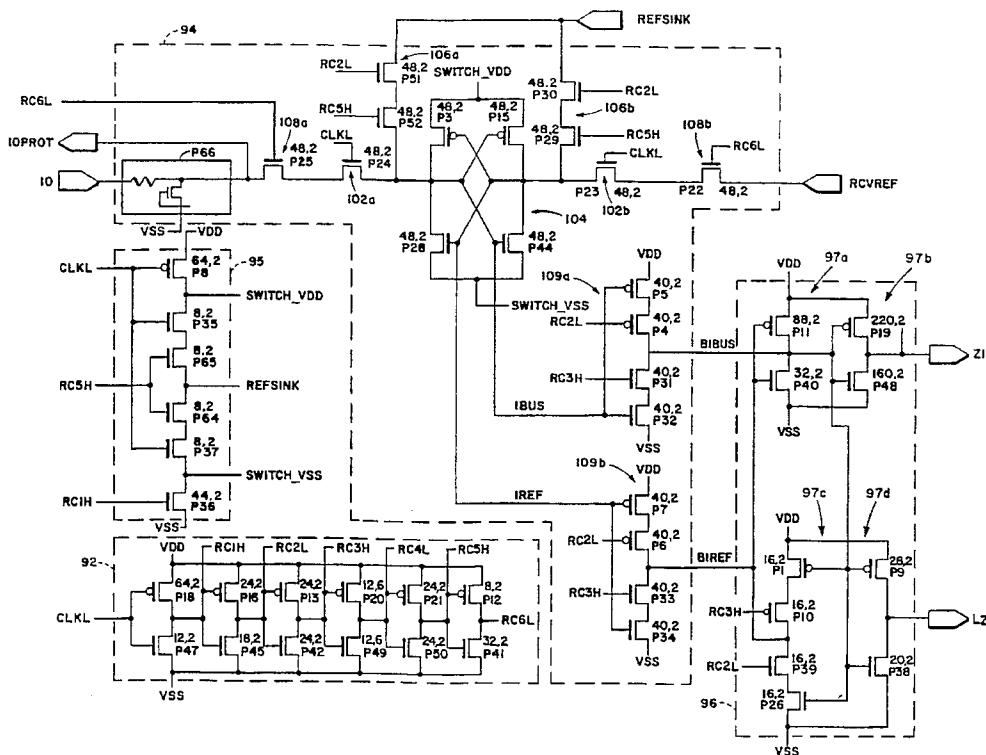 REFSINK
94
106a
RC2L
48,2
P51
SWITCH_VDD
48,2
P30
RC2L
RC6L
RC5H
48,2
P52
48,2
P3
48,2
P15
106b
108a
48,2
P29
RC5H
108b
IOPROT
P66
48,2
P25
CLKL
48,2
P24
CLKL
RC6L
IO
102a
P23
48,2
102b
P22
48,2
RCVREF
104
VSS
VDD
48,2
P28
48,2
P44
CLKL
64,2
P8
95
109a
VDD
SWITCH_VDD
SWITCH_VSS
40,2
P5
VDD
97a
97b
8,2
P35
RC2L
40,2
P4
88,2
P11
220,2
P19
8,2
P65
BIBUS
ZI
RC5H
REFSINK
RC3H
40,2
P31
32,2
P40
160,2
P48
8,2
P64
IBUS
40,2
P32
VSS
VSS
8,2
P37
SWITCH_VSS
109b
VDD
RC1H
44,2
P36
IREF
40,2
P7
97c
97d
VSS
VDD
RC2L
40,2
P6
16,2
P1
28,2
P9
92
VDD
RC1H
RC2L
RC3H
RC4L
RC5H
BIREF
64,2
P18
24,2
P16
24,2
P13
12,6
P20
24,2
P21
8,2
P12
RC3H
40,2
P33
RC3H
16,2
P10
LZ
CLKL
RC6L
12,2
P47
18,2
P45
24,2
P42
12,6
P49
24,2
P50
32,2
P41
40,2
P34
RC2L
16,2
P39
20,2
P38
VSS
VSS
16,2
P26
96
VSS